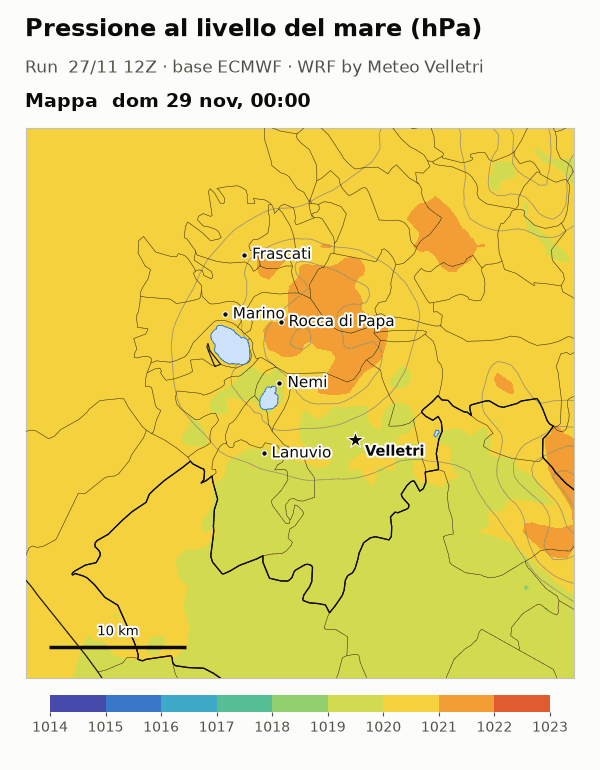 Pressione al livello del mare (hPa)
Run 27/11 12Z · base ECMWF · WRF by Meteo Velletri
Mappa dom 29 nov, 00:00
Frascati
Marino
Rocca di Papa
Nemi
Velletri
Lanuvio
10 km
1014 1015 1016 1017 1018 1019 1020 1021 1022 1023